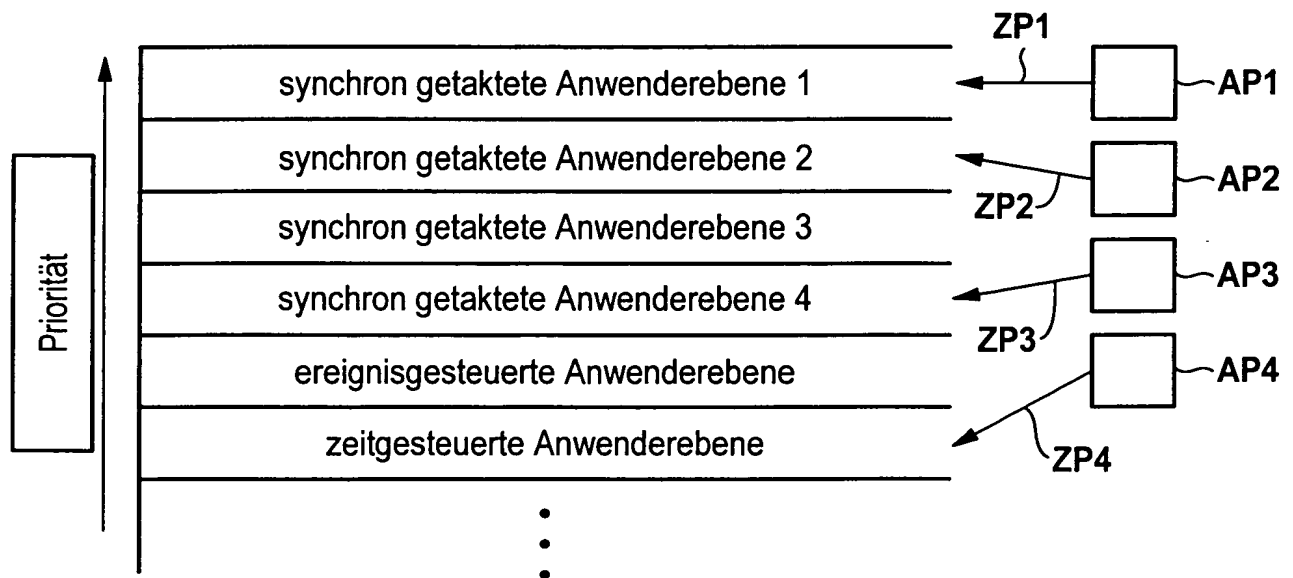 ZP1
synchron getaktete Anwenderebene 1
AP1
synchron getaktete Anwenderebene 2
AP2
ZP2
synchron getaktete Anwenderebene 3
AP3
synchron getaktete Anwenderebene 4
ZP3
ereignisgesteuerte Anwenderebene
AP4
zeitgesteuerte Anwenderebene
ZP4
Priorität